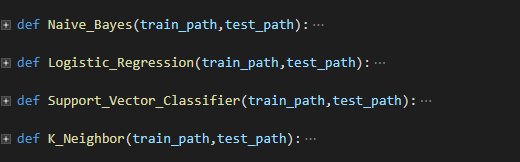 def Naive_Bayes(train_path,test_path):···
def Logistic_Regression(train_path,test_path):···
def Support_Vector_Classifier(train_path,test_path):···
def K_Neighbor(train_path,test_path):···